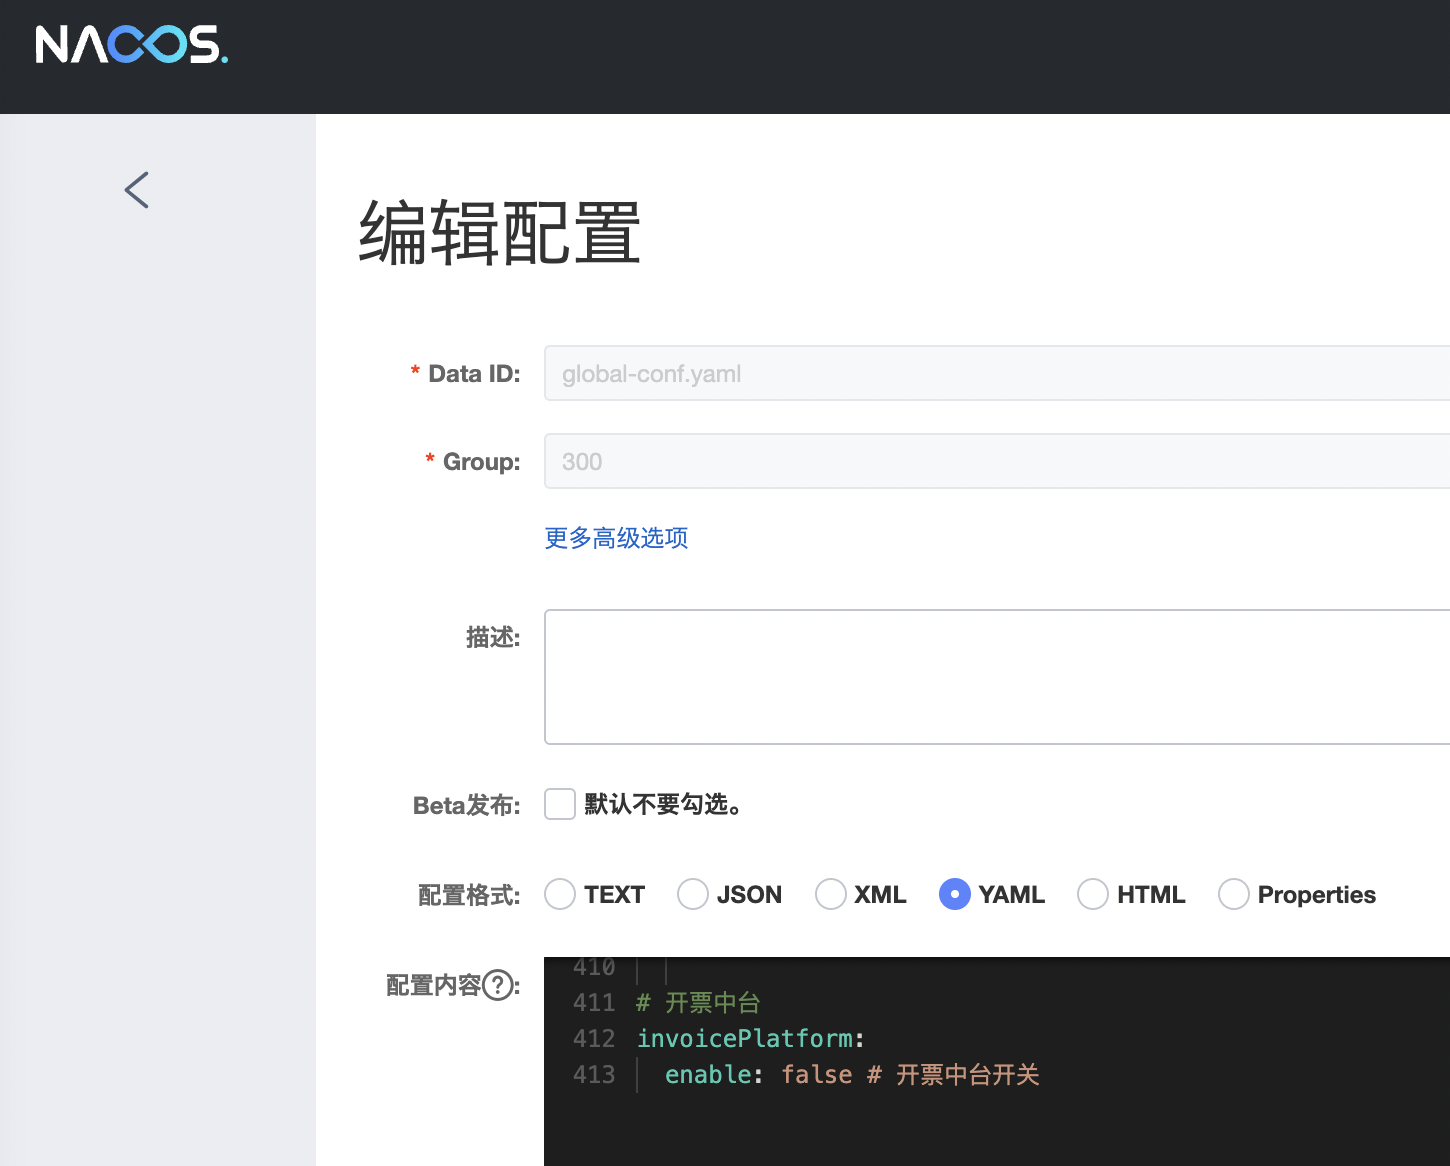 NACOS.
编辑配置
* Data ID: global-conf.yaml
* Group: 300
更多高级选项
描述:
Beta发布: 默认不要勾选。
配置格式: TEXT JSON XML YAML HTML Properties
配置内容?: 
410
411 # 开票中台
412 invoicePlatform:
413 enable: false # 开票中台开关